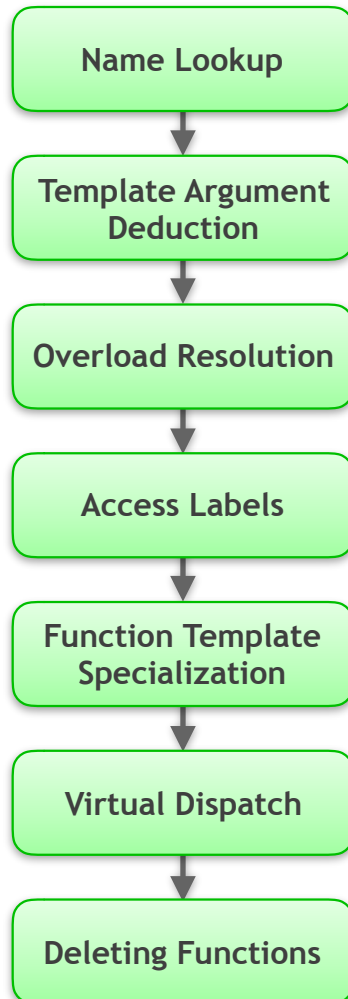 Name Lookup
Template Argument
Deduction
Overload Resolution
Access Labels
Function Template
Specialization
Virtual Dispatch
Deleting Functions